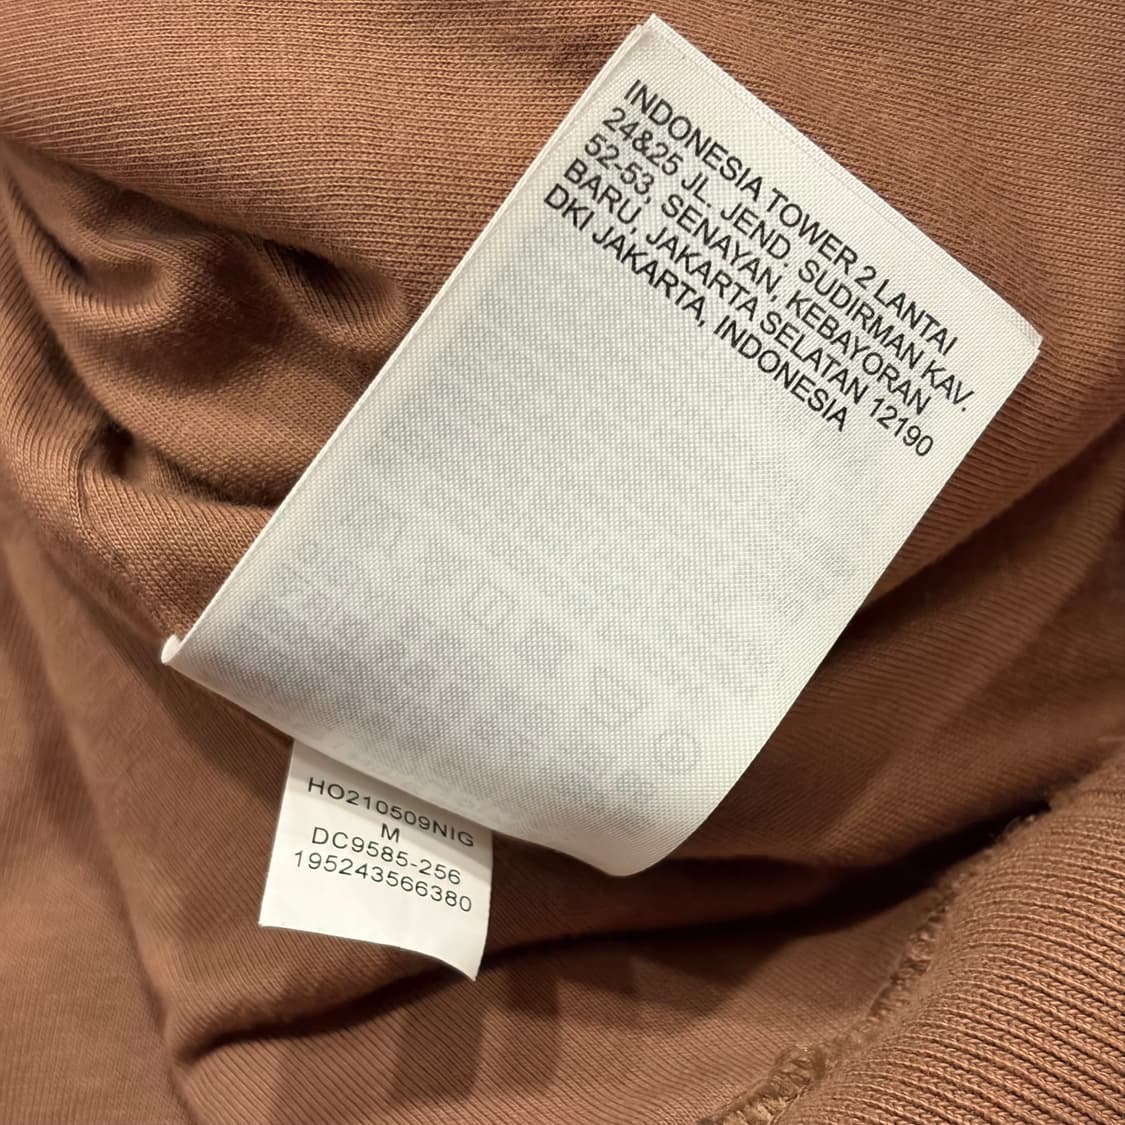 INDONESIA TOWER 2 LANTAI
24&25 JL. JEND. SUDIRMAN KAV.
52-53, SENAYAN, KEBAYORAN
BARU, JAKARTA SELATAN 12190
DKI JAKARTA, INDONESIA
HO210509NIG
M
DC9585-256
195243566380